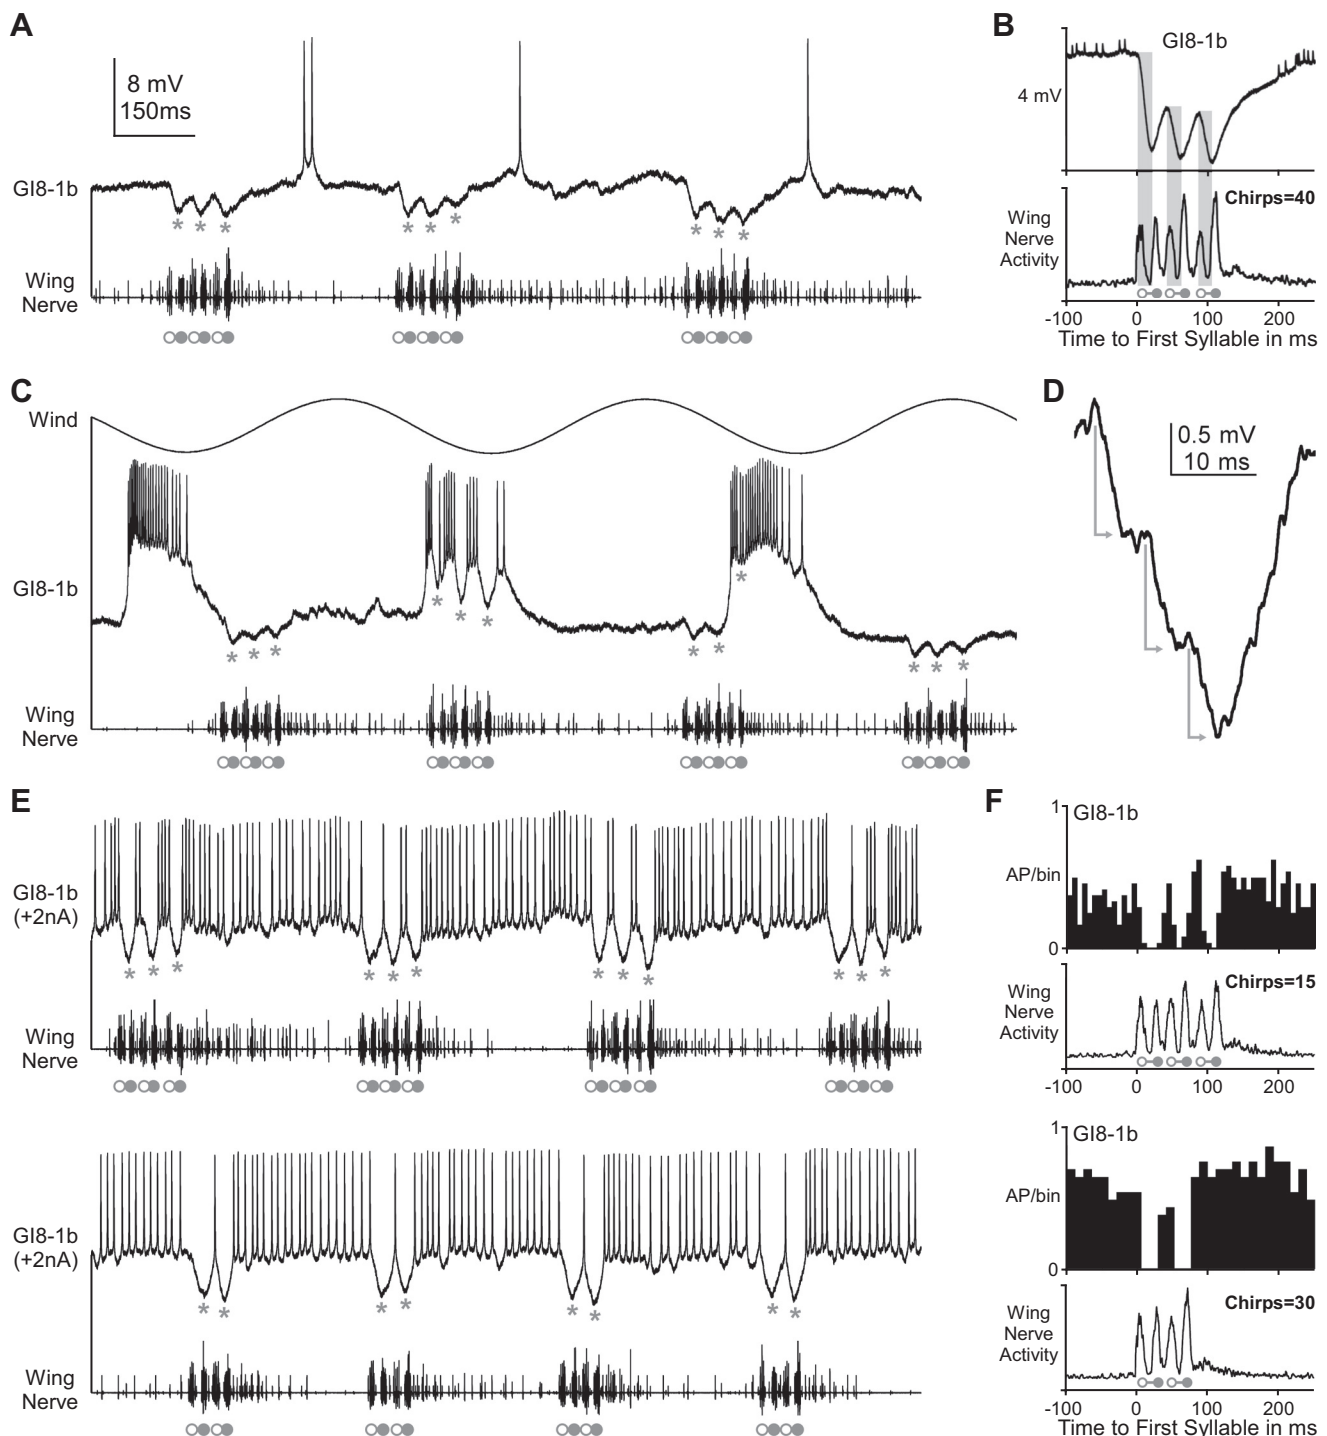 A
8 mV
150ms
GI8-1b
Wing
Nerve
B
GI8-1b
4 mV
Chirps=40
Wing
Nerve
Activity
-100 0 100 200
Time to First Syllable in ms
C
Wind
GI8-1b
* * * * * * * * * * * *
Wing
Nerve
D
0.5 mV
10 ms
E
GI8-1b
(+2nA)
Wing
Nerve
GI8-1b
(+2nA)
Wing
Nerve
F
1
GI8-1b
AP/bin
0
Chirps=15
Wing
Nerve
Activity
-100 0 100 200
1
GI8-1b
AP/bin
0
Chirps=30
Wing
Nerve
Activity
-100 0 100 200
Time to First Syllable in ms